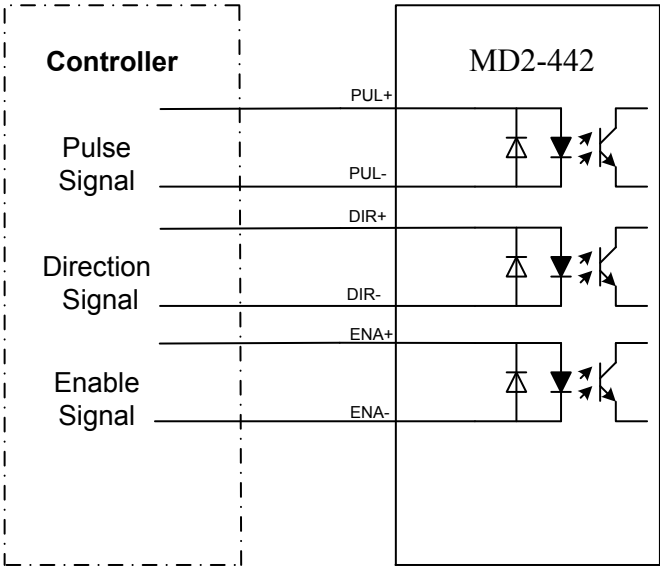 Controller
MD2-442
PUL+
Pulse
Signal
PUL-
DIR+
Direction
Signal
DIR-
ENA+
Enable
Signal
ENA-